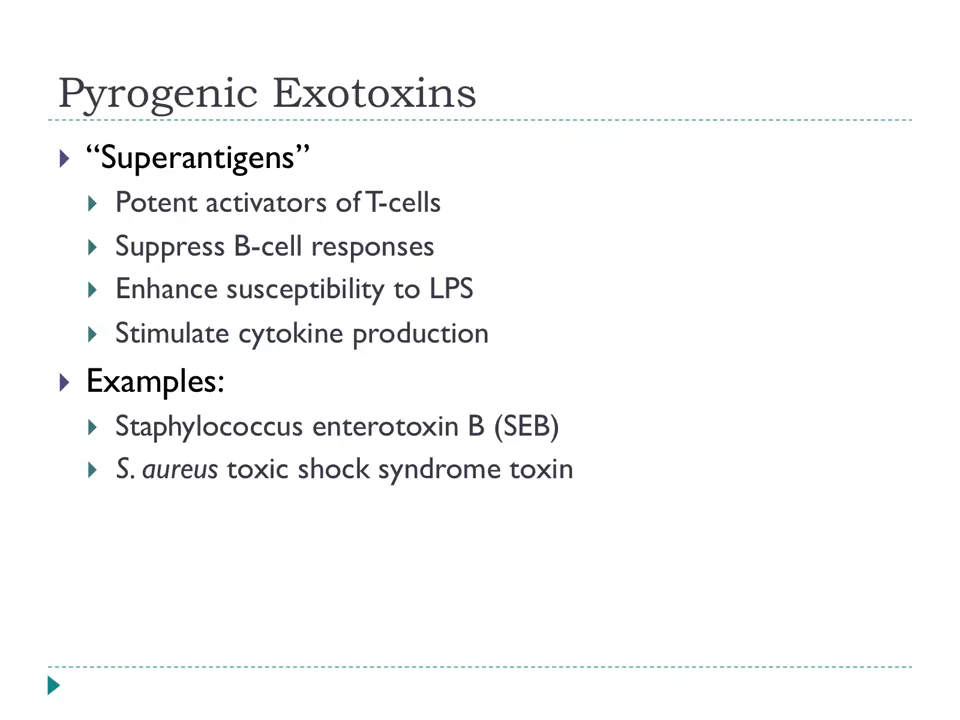 Pyrogenic Exotoxins
“Superantigens”
Potent activators of T-cells
Suppress B-cell responses
Enhance susceptibility to LPS
Stimulate cytokine production
Examples:
Staphylococcus enterotoxin B (SEB)
S. aureus toxic shock syndrome toxin